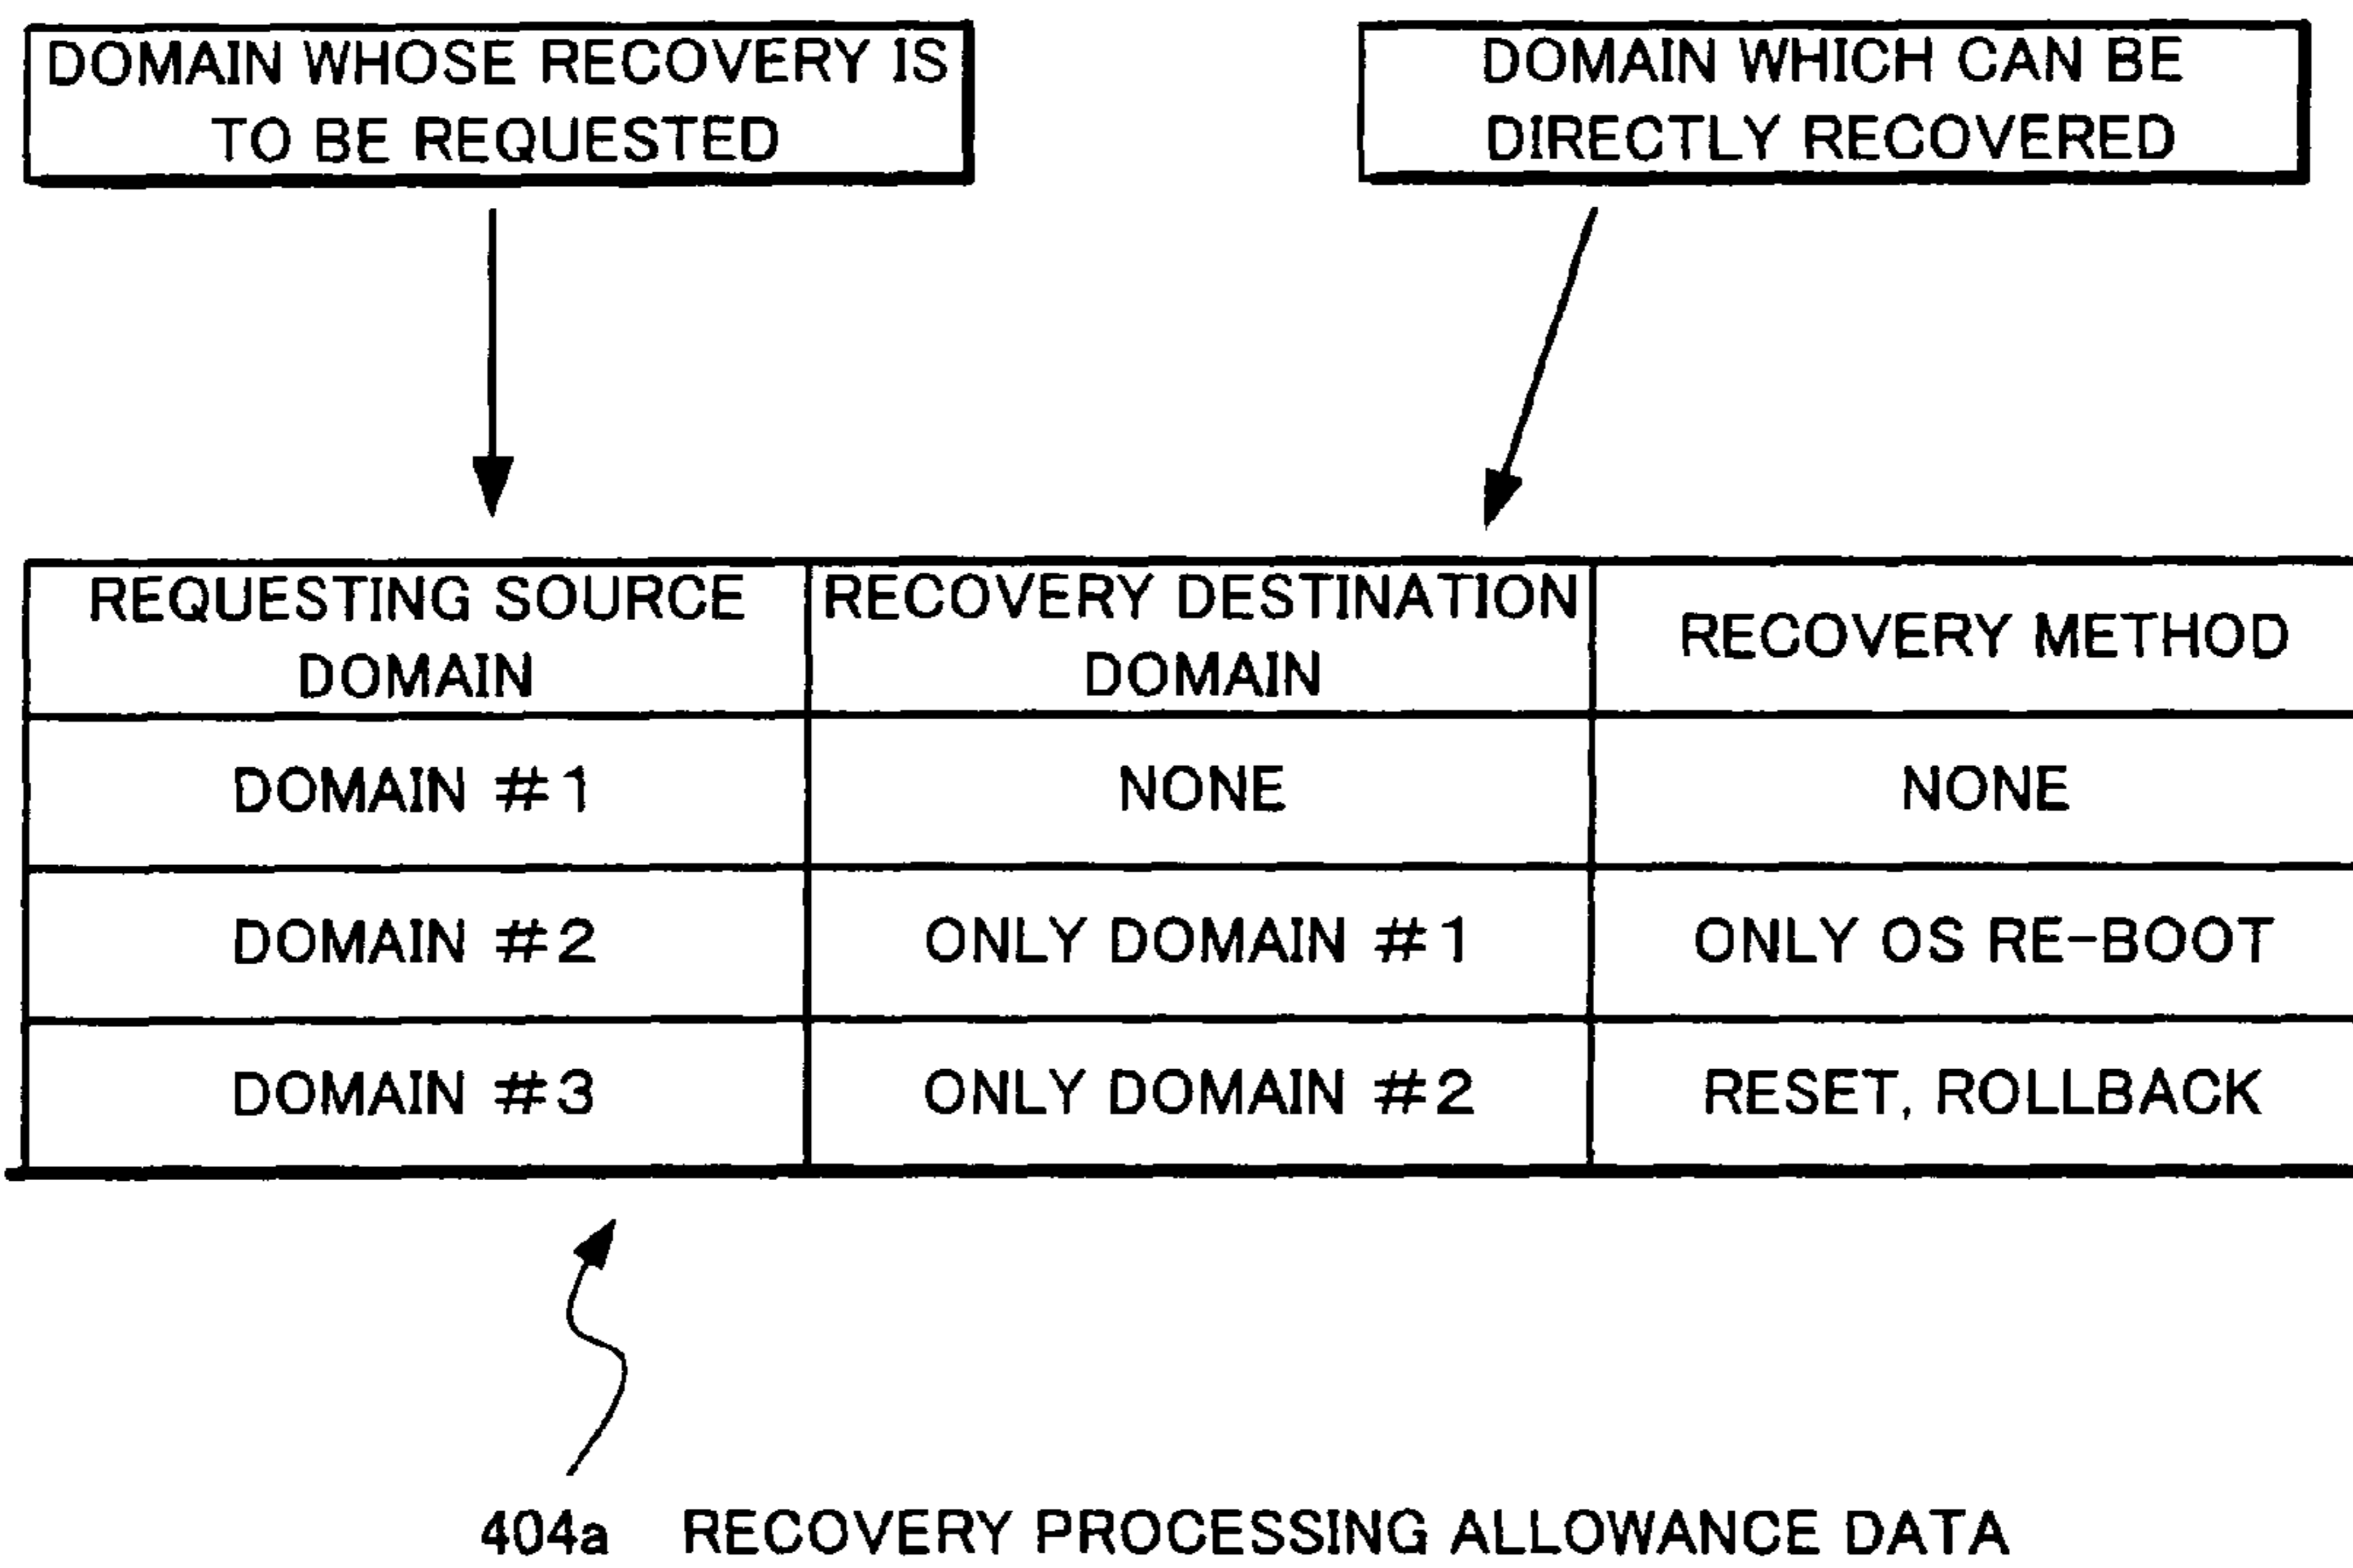 DOMAIN WHOSE RECOVERY IS
TO BE REQUESTED
DOMAIN WHICH CAN BE
DIRECTLY RECOVERED
REQUESTING SOURCE
DOMAIN
RECOVERY DESTINATION
DOMAIN
RECOVERY METHOD
DOMAIN #1
NONE
NONE
DOMAIN #2
ONLY DOMAIN #1
ONLY OS RE-BOOT
DOMAIN #3
ONLY DOMAIN #2
RESET, ROLLBACK
404a RECOVERY PROCESSING ALLOWANCE DATA